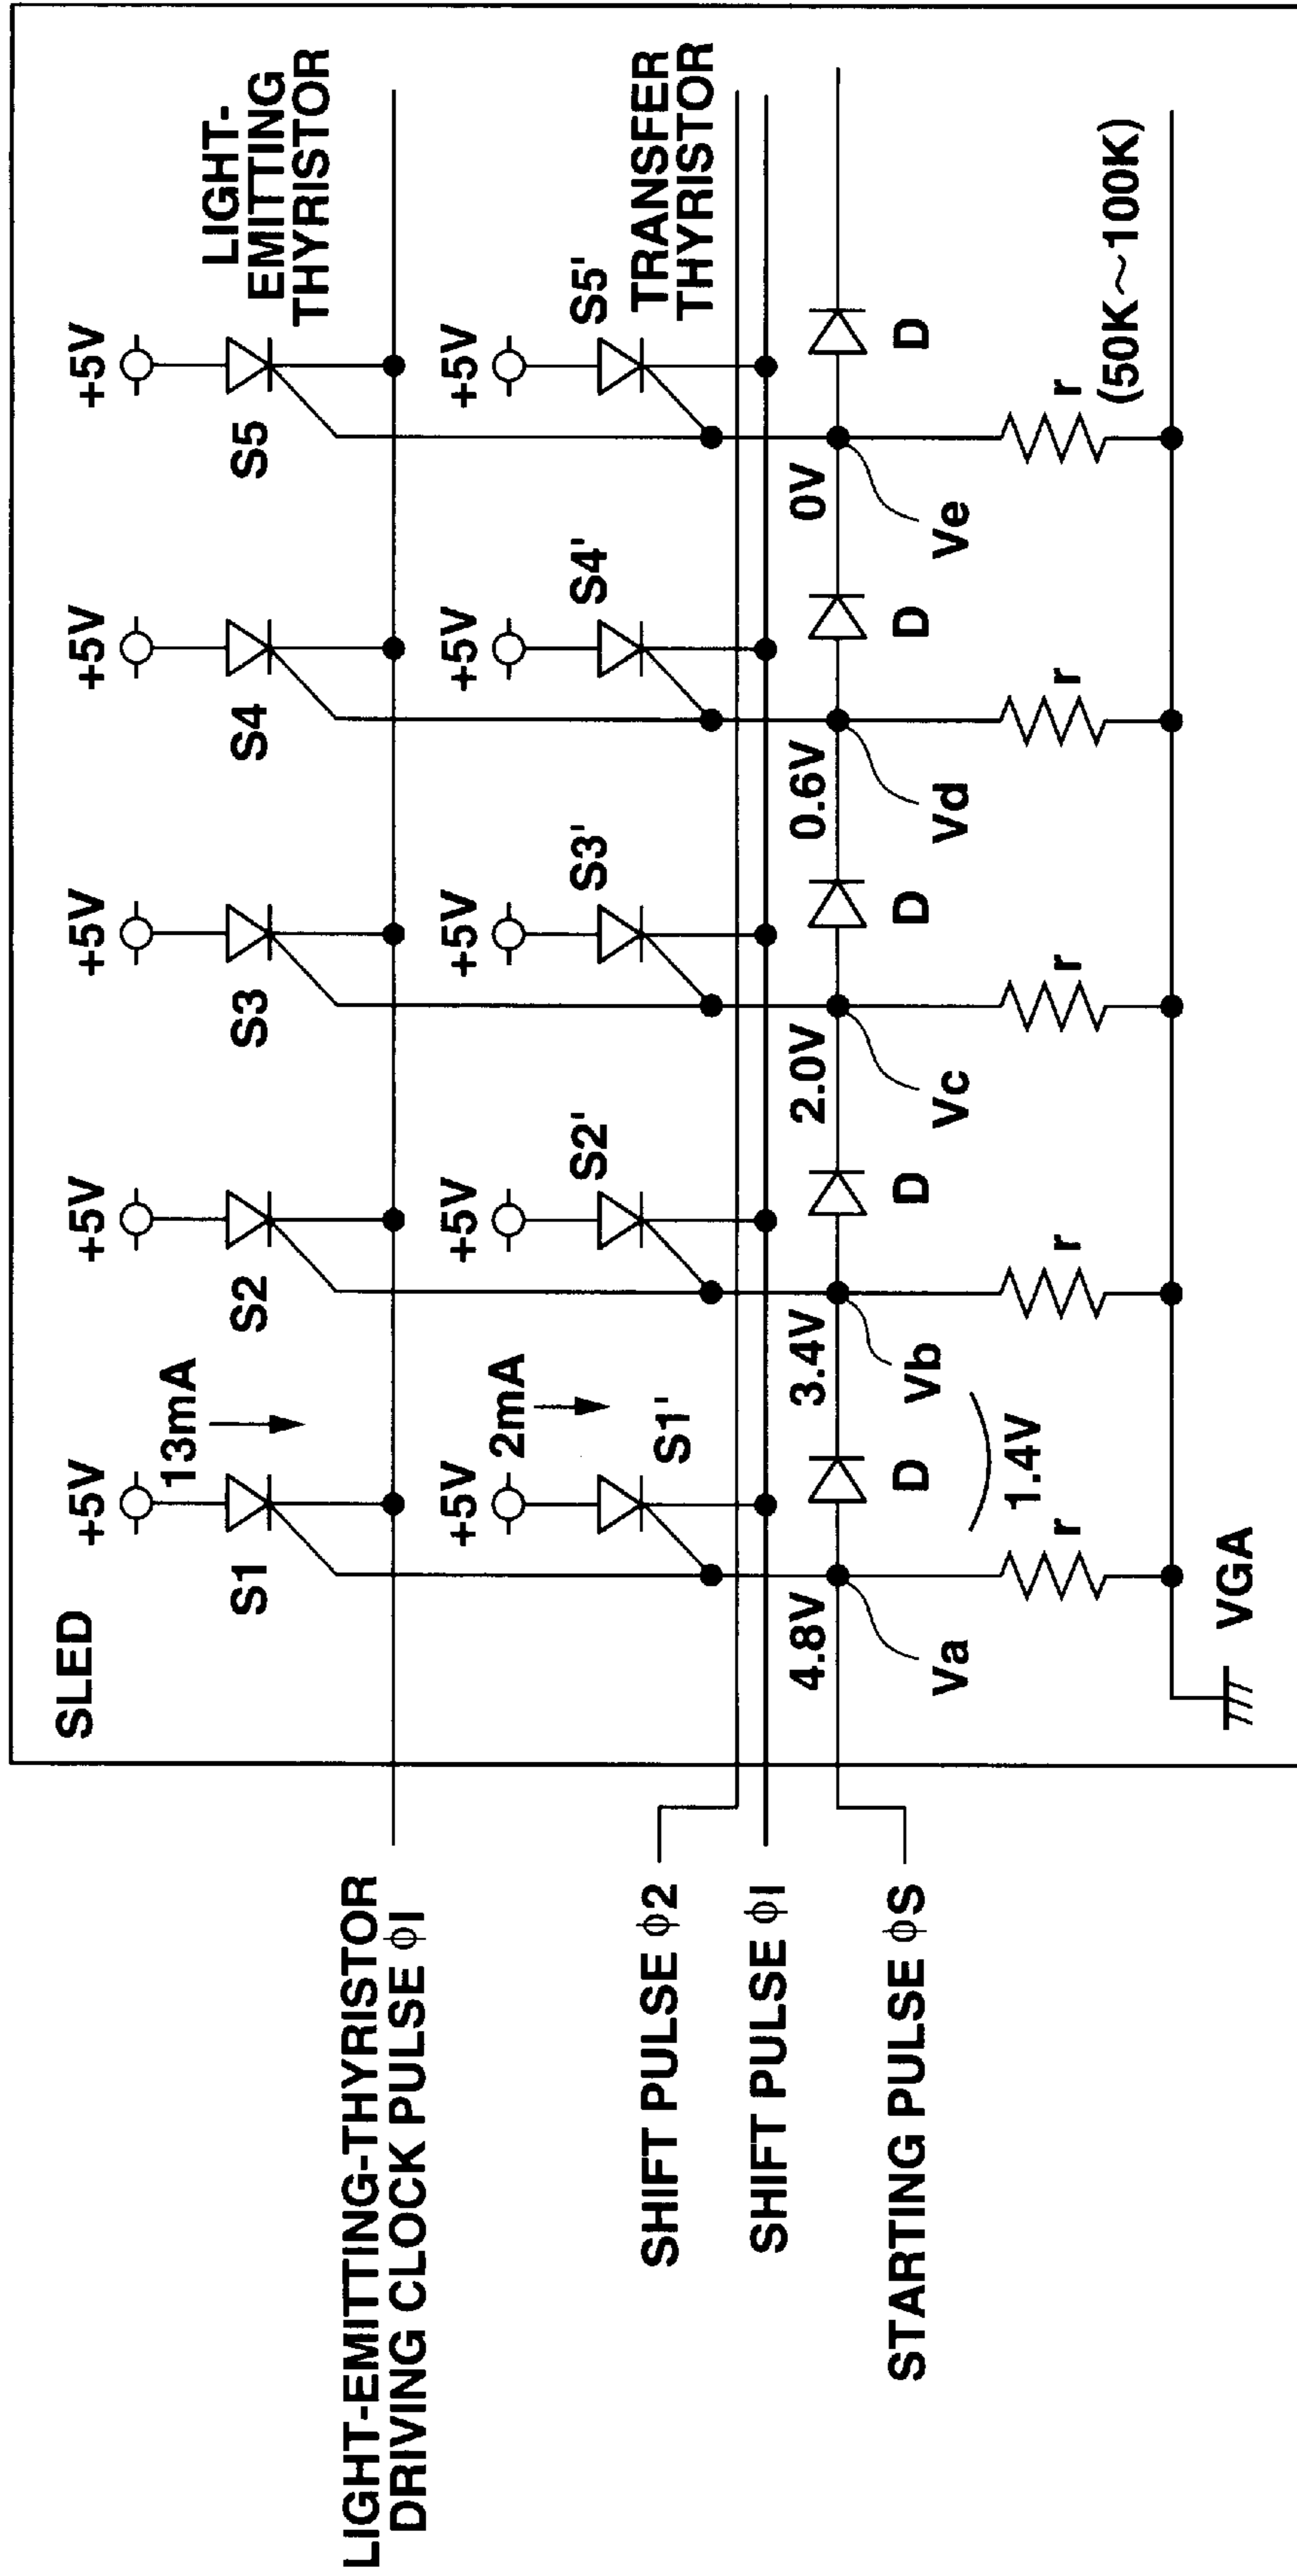 SLED
+5V
+5V
+5V
+5V
+5V
13mA
LIGHT-
EMITTING
THYRISTOR
S1
S2
S3
S4
S5
LIGHT-EMITTING-THYRISTOR
DRIVING CLOCK PULSE ϕI
+5V
+5V
+5V
+5V
+5V
2mA
S1'
S2'
S3'
S4'
S5'
TRANSFER
THYRISTOR
SHIFT PULSE ϕ2
SHIFT PULSE ϕI
4.8V
3.4V
2.0V
0.6V
0V
STARTING PULSE ϕS
D
D
D
D
D
Va
Vb
Vc
Vd
Ve
1.4V
r
r
r
r
r
(50K~100K)
VGA